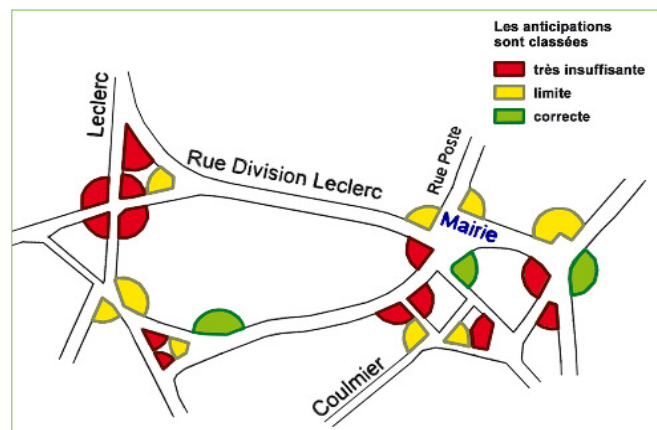 Les anticipations
sont classées
très insuffisante
limite
correcte
Leclerc
Rue Division Leclerc
Rue Poste
Mairie
Coulmier